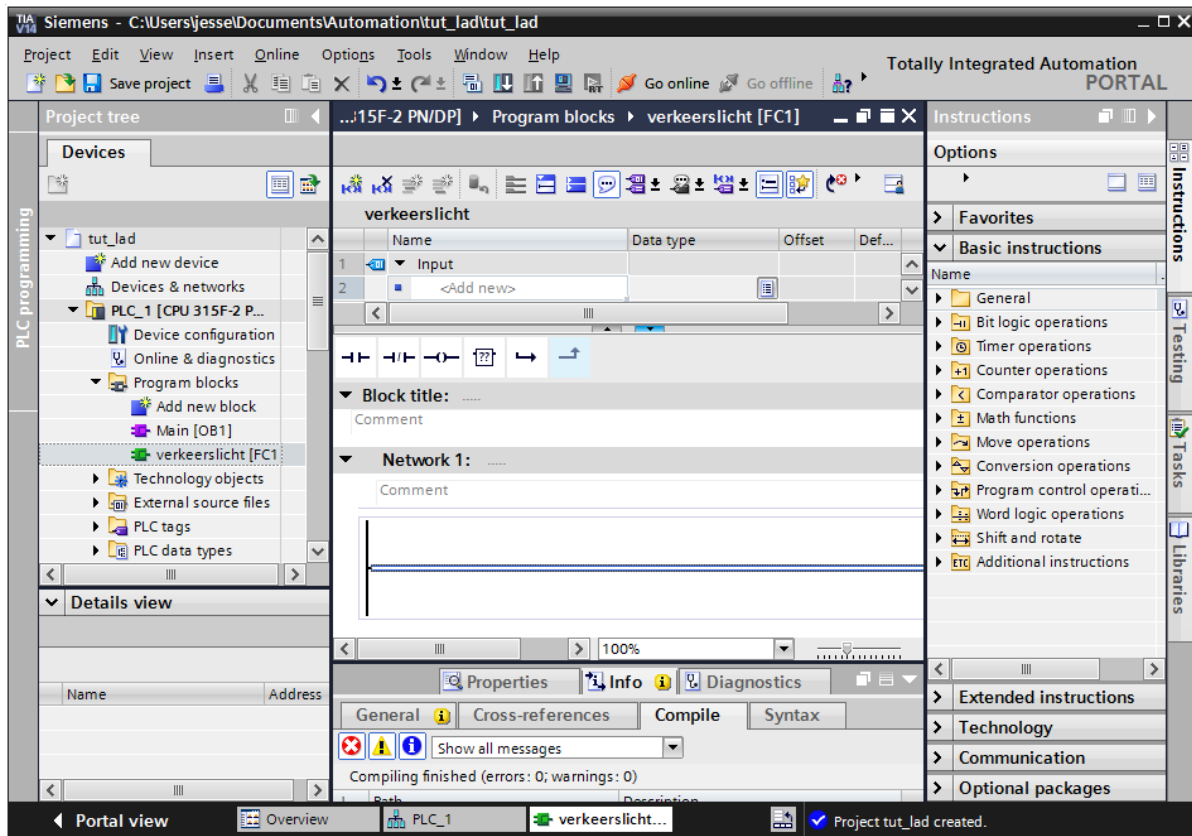 TIA V14 Siemens - C:\Users\jesse\Documents\Automation\tut_lad\tut_lad
Project Edit View Insert Online Options Tools Window Help
Totally Integrated Automation
PORTAL
Save project Go online Go offline
PLC programming
Project tree
Devices
tut_lad
Add new device
Devices & networks
PLC_1 [CPU 315F-2 P...
Device configuration
Online & diagnostics
Program blocks
Add new block
Main [OB1]
verkeerslicht [FC1
Technology objects
External source files
PLC tags
PLC data types
Details view
Name Address
...315F-2 PN/DP] Program blocks verkeerslicht [FC1]
verkeerslicht
Name Data type Offset Def...
1 Input
2 <Add new>
??
Block title: .....
Comment
Network 1: .....
Comment
100%
Properties Info Diagnostics
General Cross-references Compile Syntax
Show all messages
Compiling finished (errors: 0; warnings: 0)
Path Description
Instructions
Options
Favorites
Basic instructions
Name
General
Bit logic operations
Timer operations
Counter operations
Comparator operations
Math functions
Move operations
Conversion operations
Program control operati...
Word logic operations
Shift and rotate
Additional instructions
Extended instructions
Technology
Communication
Optional packages
Instructions
Testing
Tasks
Libraries
Portal view Overview PLC_1 verkeerslicht... Project tut_lad created.